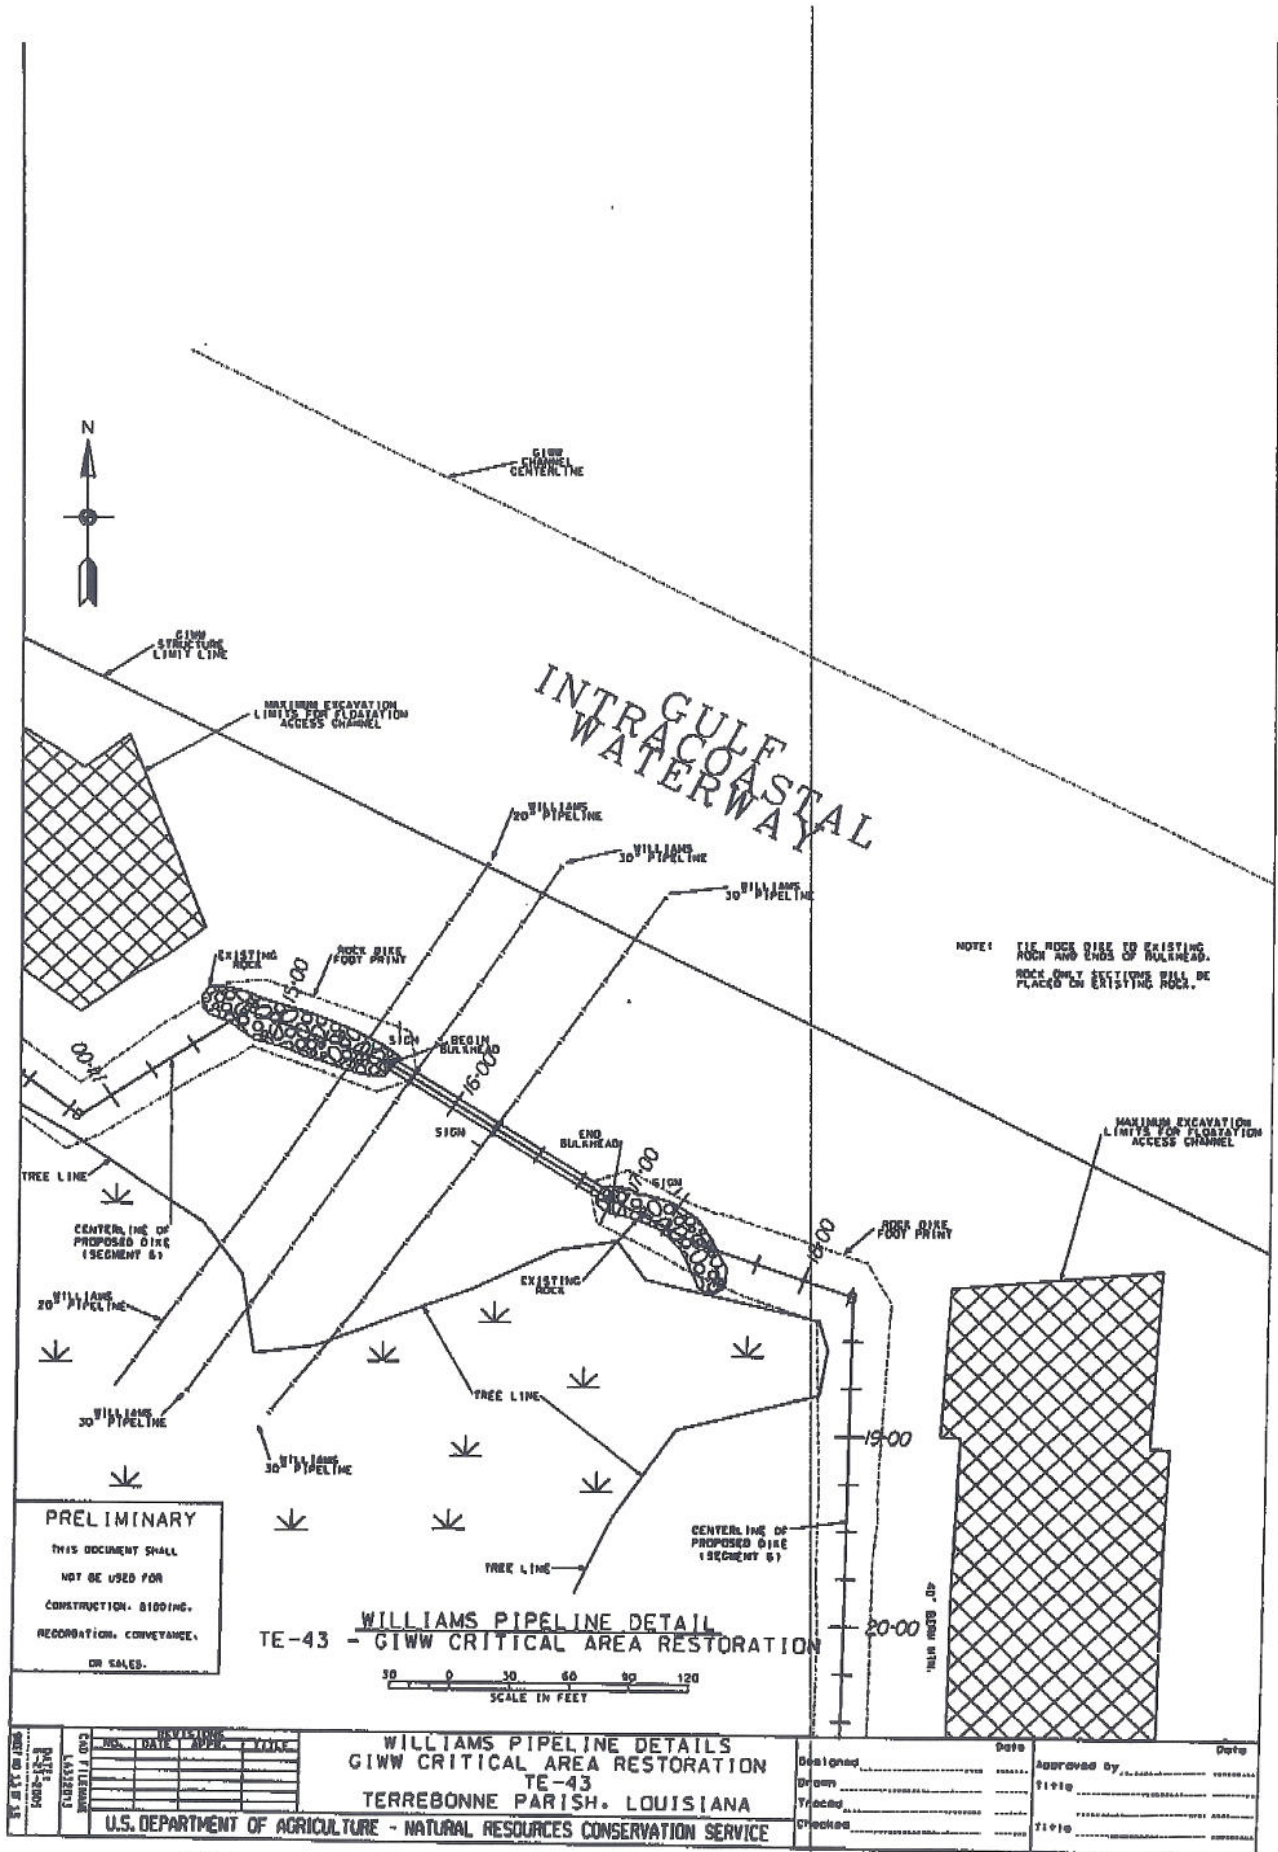 N
GIWW
CHANNEL
CENTERLINE
GIWW
STRUCTURE
LIMIT LINE
MAXIMUM EXCAVATION
LIMITS FOR FLOATATION
ACCESS CHANNEL
GULF
INTRACOASTAL
WATERWAY
WILLIAMS
20" PIPELINE
WILLIAMS
30" PIPELINE
WILLIAMS
30" PIPELINE
NOTE: TIE ROCK DIKE TO EXISTING
ROCK AND ENDS OF BULKHEAD.
ROCK ONLY SECTIONS WILL BE
PLACED ON EXISTING ROCK.
EXISTING
ROCK
ROCK DIKE
FOOT PRINT
15+00
SIGN
BEGIN
BULKHEAD
14+00
16+00
SIGN
END
BULKHEAD
17+00
SIGN
MAXIMUM EXCAVATION
LIMITS FOR FLOATATION
ACCESS CHANNEL
TREE LINE
CENTERLINE OF
PROPOSED DIKE
(SEGMENT 6)
ROCK DIKE
FOOT PRINT
18+00
EXISTING
ROCK
WILLIAMS
20" PIPELINE
TREE LINE
WILLIAMS
30" PIPELINE
WILLIAMS
30" PIPELINE
19+00
CENTERLINE OF
PROPOSED DIKE
(SEGMENT 6)
TREE LINE
40' BERM MIN.
20+00
PRELIMINARY
THIS DOCUMENT SHALL
NOT BE USED FOR
CONSTRUCTION, BIDDING,
RECORDATION, CONVEYANCE,
OR SALES.
WILLIAMS PIPELINE DETAIL
TE-43 - GIWW CRITICAL AREA RESTORATION
30 0 30 60 90 120
SCALE IN FEET
DATE:
CAD FILENAME
REVISIONS
NO. DATE APPR. TITLE
WILLIAMS PIPELINE DETAILS
GIWW CRITICAL AREA RESTORATION
TE-43
TERREBONNE PARISH, LOUISIANA
U.S. DEPARTMENT OF AGRICULTURE - NATURAL RESOURCES CONSERVATION SERVICE
Date
Designed
Drawn
Traced
Checked
Date
Approved by
Title
Title